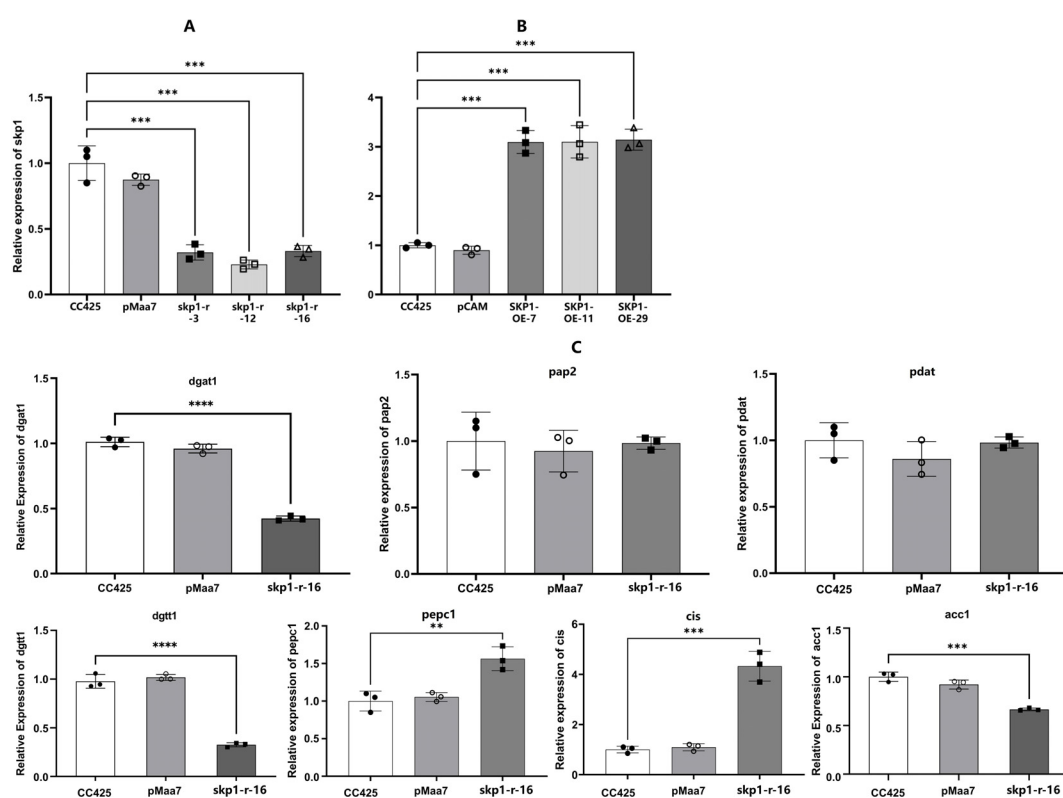 A
B
***
***
***
***
***
***
Relative expression of skp1
1.5
1.0
0.5
0.0
CC425
pMaa7
skp1-r
-3
skp1-r
-12
skp1-r
-16
4
3
2
1
0
CC425
pCAM
SKP1-
OE-7
SKP1-
OE-11
SKP1-
OE-29
C
dgat1
Relative Expression of dgat1
1.5
1.0
0.5
0.0
****
CC425
pMaa7
skp1-r-16
pap2
Relative expression of pap2
1.5
1.0
0.5
0.0
CC425
pMaa7
skp1-r-16
pdat
Relative expression of pdat
1.5
1.0
0.5
0.0
CC425
pMaa7
skp1-r-16
dgtt1
Relative Expression of dgtt1
1.5
1.0
0.5
0.0
****
CC425
pMaa7
skp1-r-16
pepc1
Relative Expression of pepc1
2.0
1.5
1.0
0.5
0.0
**
CC425
pMaa7
skp1-r-16
cis
Relative Expression of cis
6
4
2
0
***
CC425
pMaa7
skp1-r-16
acc1
Relative Expression of acc1
1.5
1.0
0.5
0.0
***
CC425
pMaa7
skp1-r-16